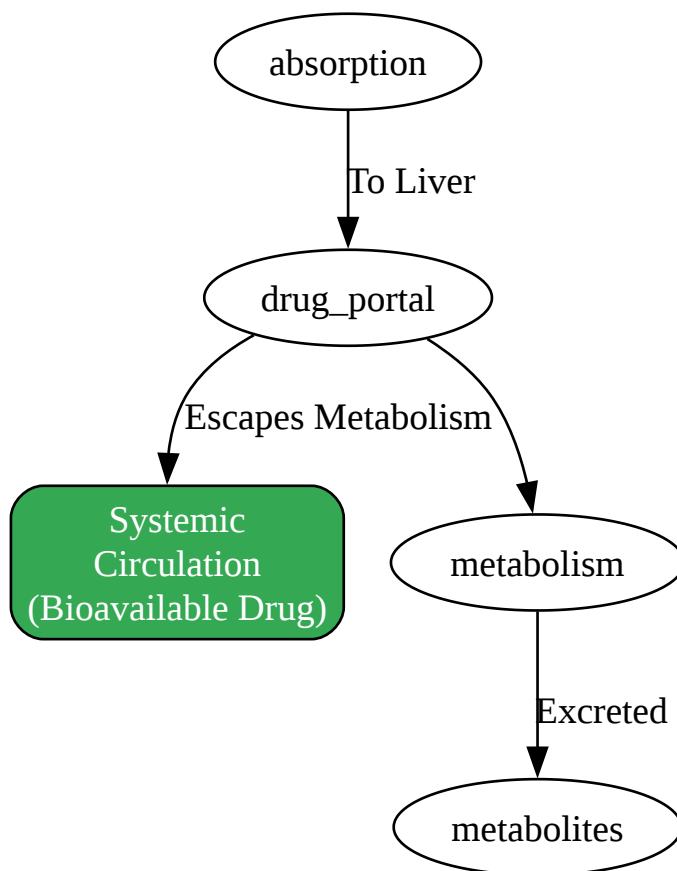 absorption
To Liver
drug_portal
Escapes Metabolism
Systemic
Circulation
(Bioavailable Drug)
metabolism
Excreted
metabolites